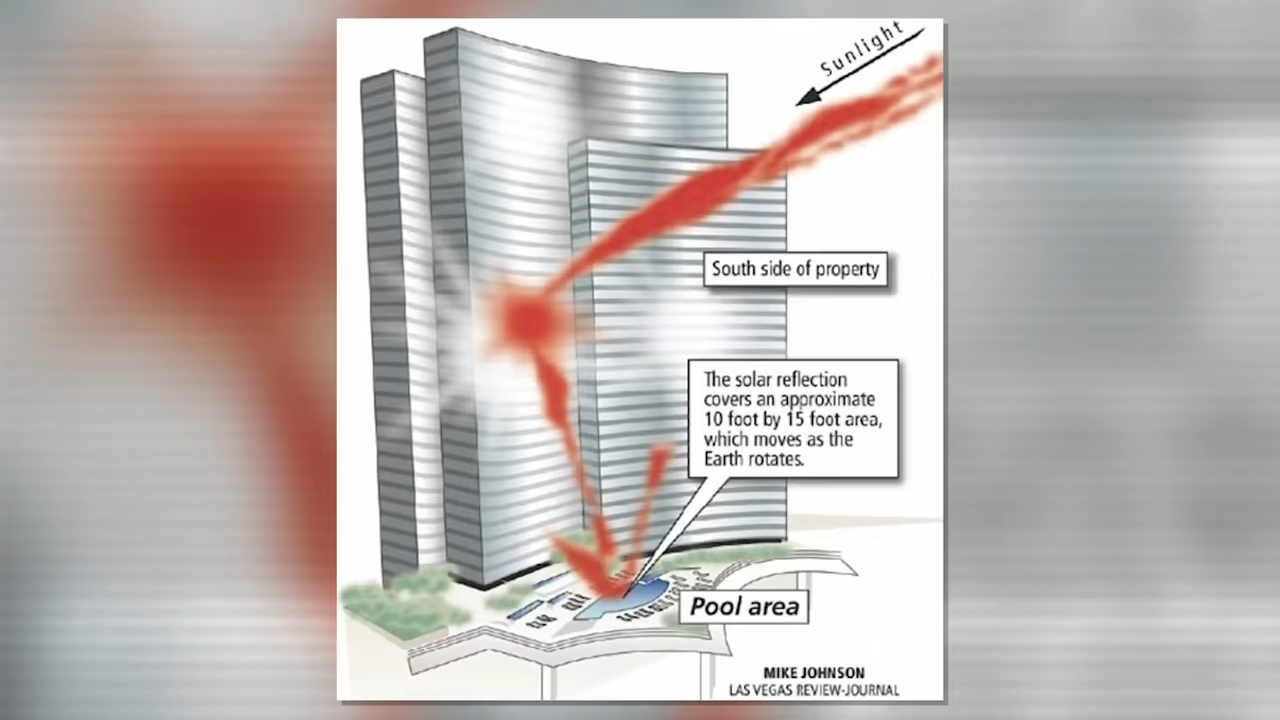 Sunlight
South side of property
The solar reflection
covers an approximate
10 foot by 15 foot area,
which moves as the
Earth rotates.
Pool area
MIKE JOHNSON
LAS VEGAS REVIEW-JOURNAL